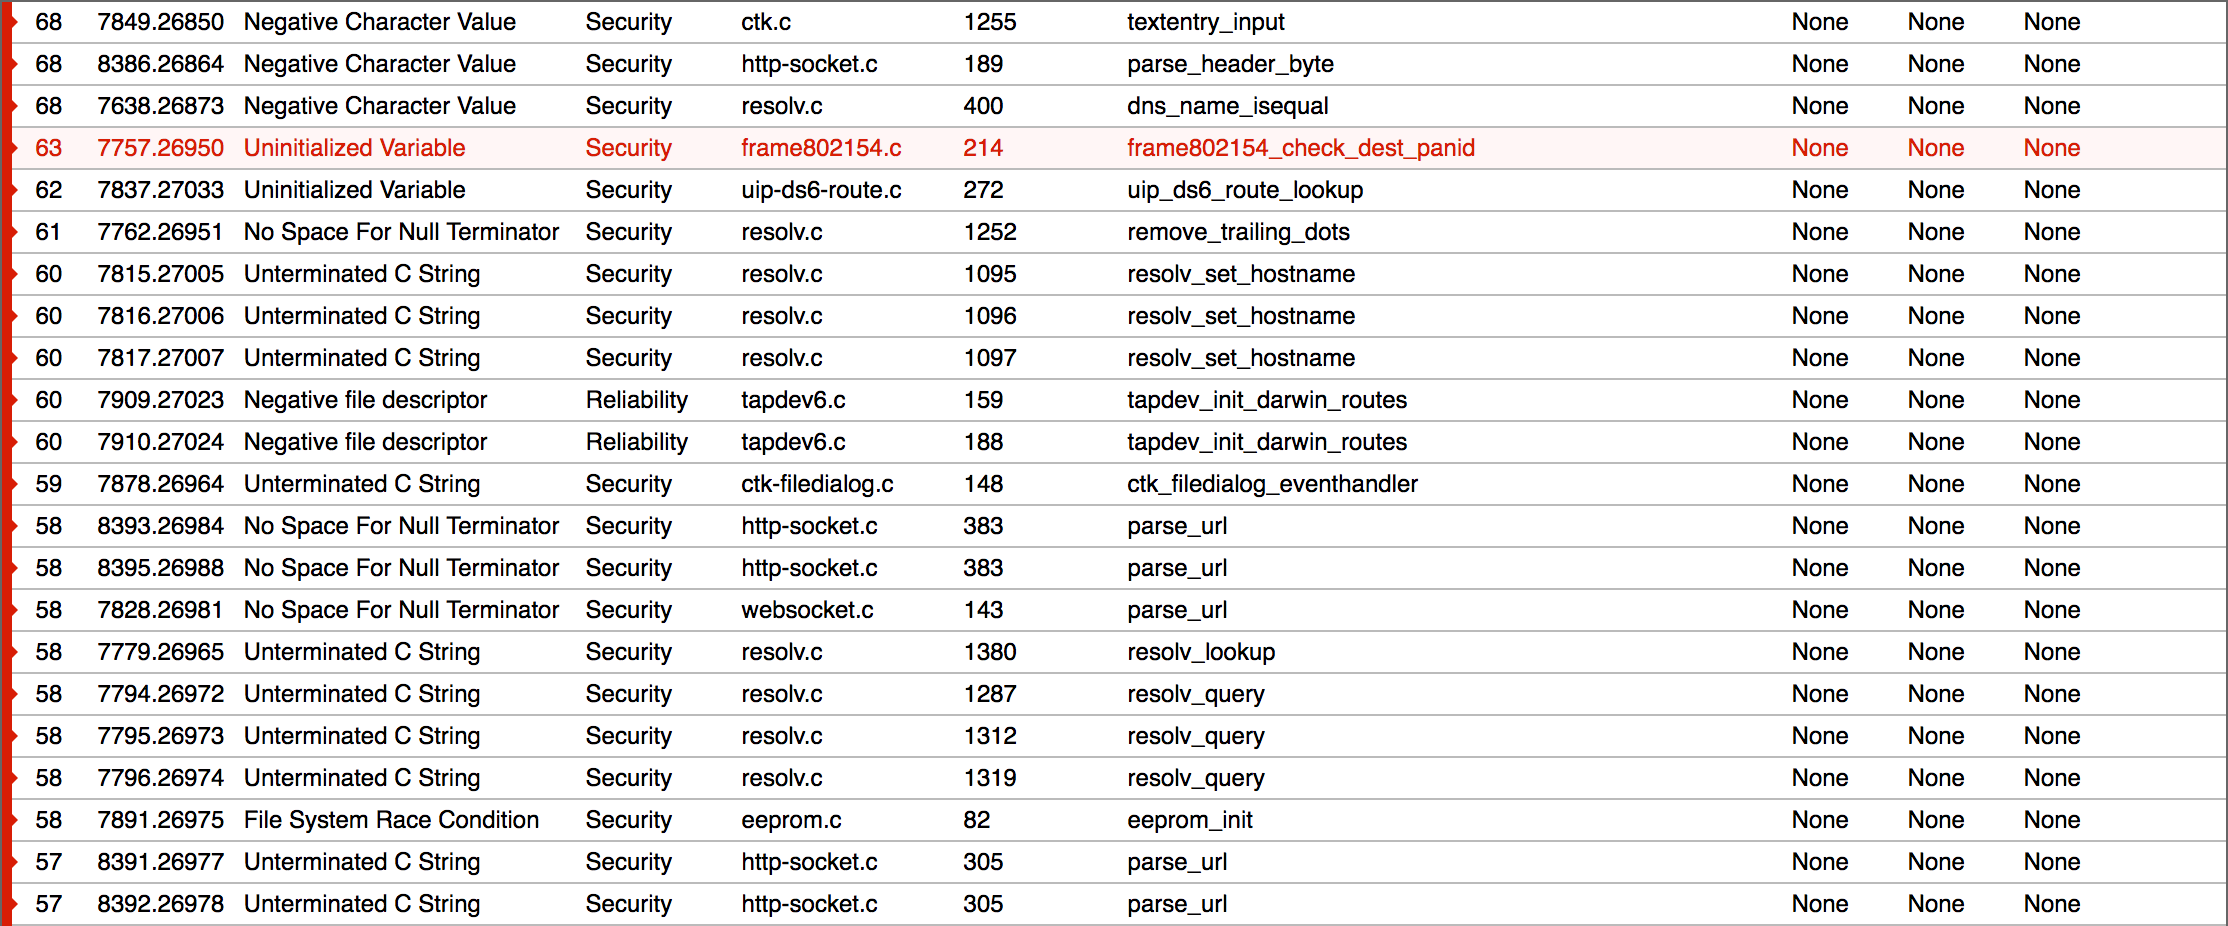 68 7849.26850 Negative Character Value Security ctk.c 1255 textentry_input None None None
68 8386.26864 Negative Character Value Security http-socket.c 189 parse_header_byte None None None
68 7638.26873 Negative Character Value Security resolv.c 400 dns_name_isequal None None None
63 7757.26950 Uninitialized Variable Security frame802154.c 214 frame802154_check_dest_panid None None None
62 7837.27033 Uninitialized Variable Security uip-ds6-route.c 272 uip_ds6_route_lookup None None None
61 7762.26951 No Space For Null Terminator Security resolv.c 1252 remove_trailing_dots None None None
60 7815.27005 Unterminated C String Security resolv.c 1095 resolv_set_hostname None None None
60 7816.27006 Unterminated C String Security resolv.c 1096 resolv_set_hostname None None None
60 7817.27007 Unterminated C String Security resolv.c 1097 resolv_set_hostname None None None
60 7909.27023 Negative file descriptor Reliability tapdev6.c 159 tapdev_init_darwin_routes None None None
60 7910.27024 Negative file descriptor Reliability tapdev6.c 188 tapdev_init_darwin_routes None None None
59 7878.26964 Unterminated C String Security ctk-filedialog.c 148 ctk_filedialog_eventhandler None None None
58 8393.26984 No Space For Null Terminator Security http-socket.c 383 parse_url None None None
58 8395.26988 No Space For Null Terminator Security http-socket.c 383 parse_url None None None
58 7828.26981 No Space For Null Terminator Security websocket.c 143 parse_url None None None
58 7779.26965 Unterminated C String Security resolv.c 1380 resolv_lookup None None None
58 7794.26972 Unterminated C String Security resolv.c 1287 resolv_query None None None
58 7795.26973 Unterminated C String Security resolv.c 1312 resolv_query None None None
58 7796.26974 Unterminated C String Security resolv.c 1319 resolv_query None None None
58 7891.26975 File System Race Condition Security eeprom.c 82 eeprom_init None None None
57 8391.26977 Unterminated C String Security http-socket.c 305 parse_url None None None
57 8392.26978 Unterminated C String Security http-socket.c 305 parse_url None None None